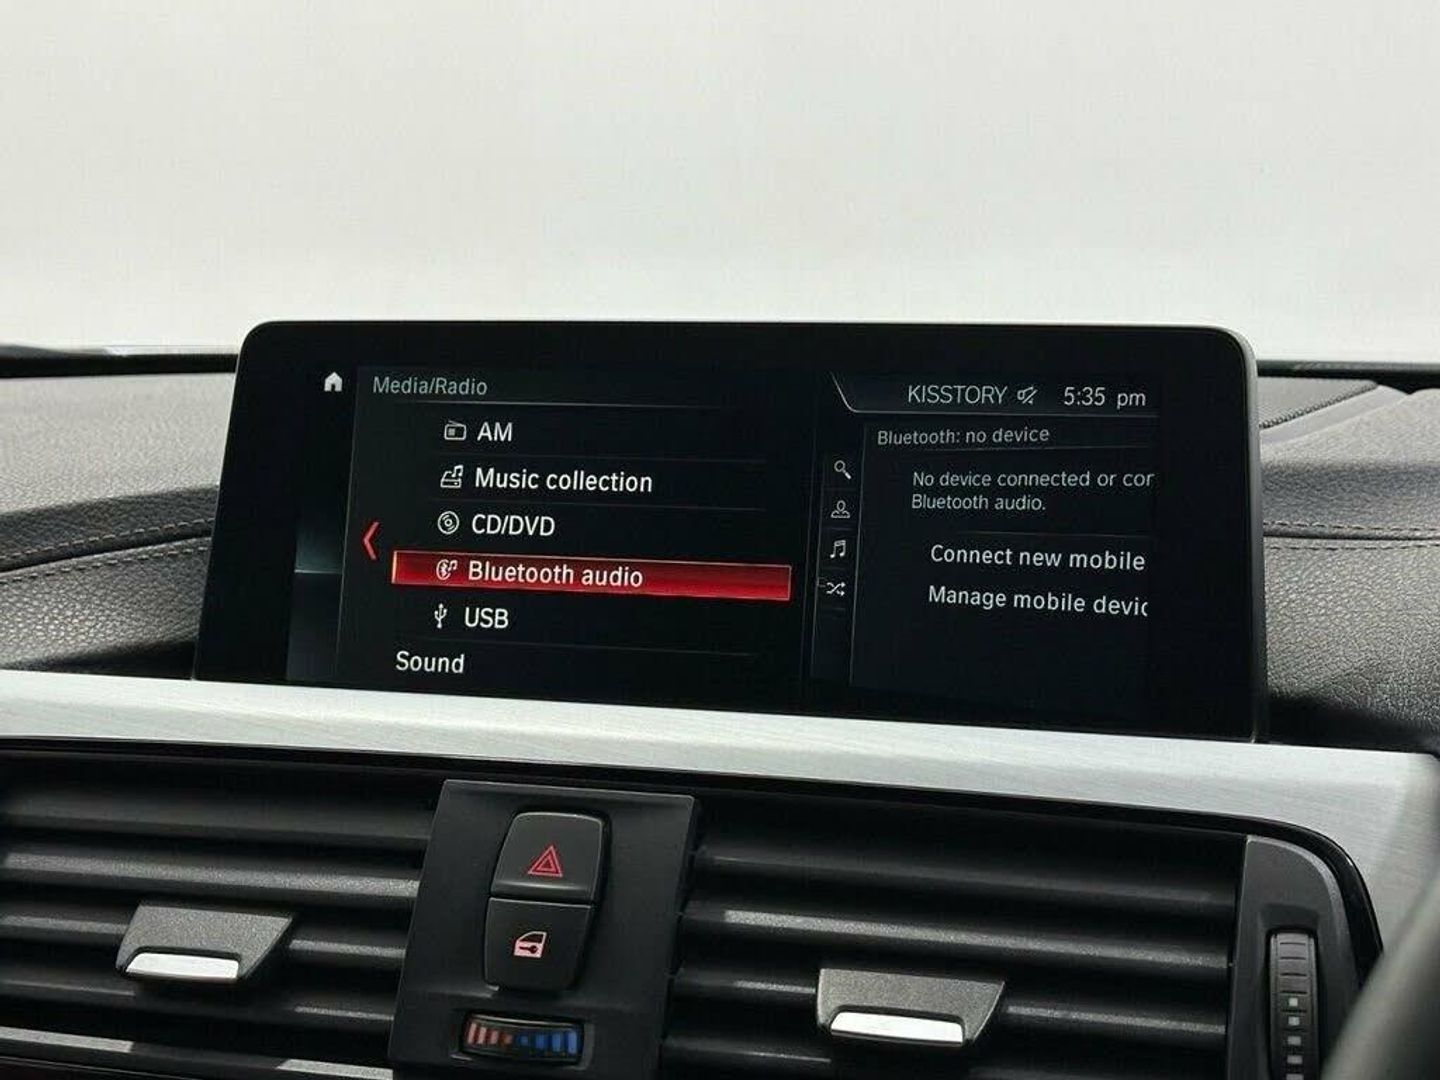 Media/Radio
AM
Music collection
CD/DVD
Bluetooth audio
USB
Sound
KISSTORY 5:35 pm
Bluetooth: no device
No device connected or cor
Bluetooth audio.
Connect new mobile
Manage mobile devic